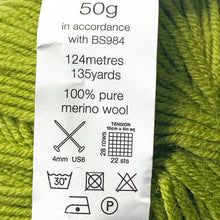 50g
in accordance
with BS984
124metres
135yards
100% pure
merino wool
TENSION
10cm x 4in sq
28 rows
4mm US6
22 sts
30°
P